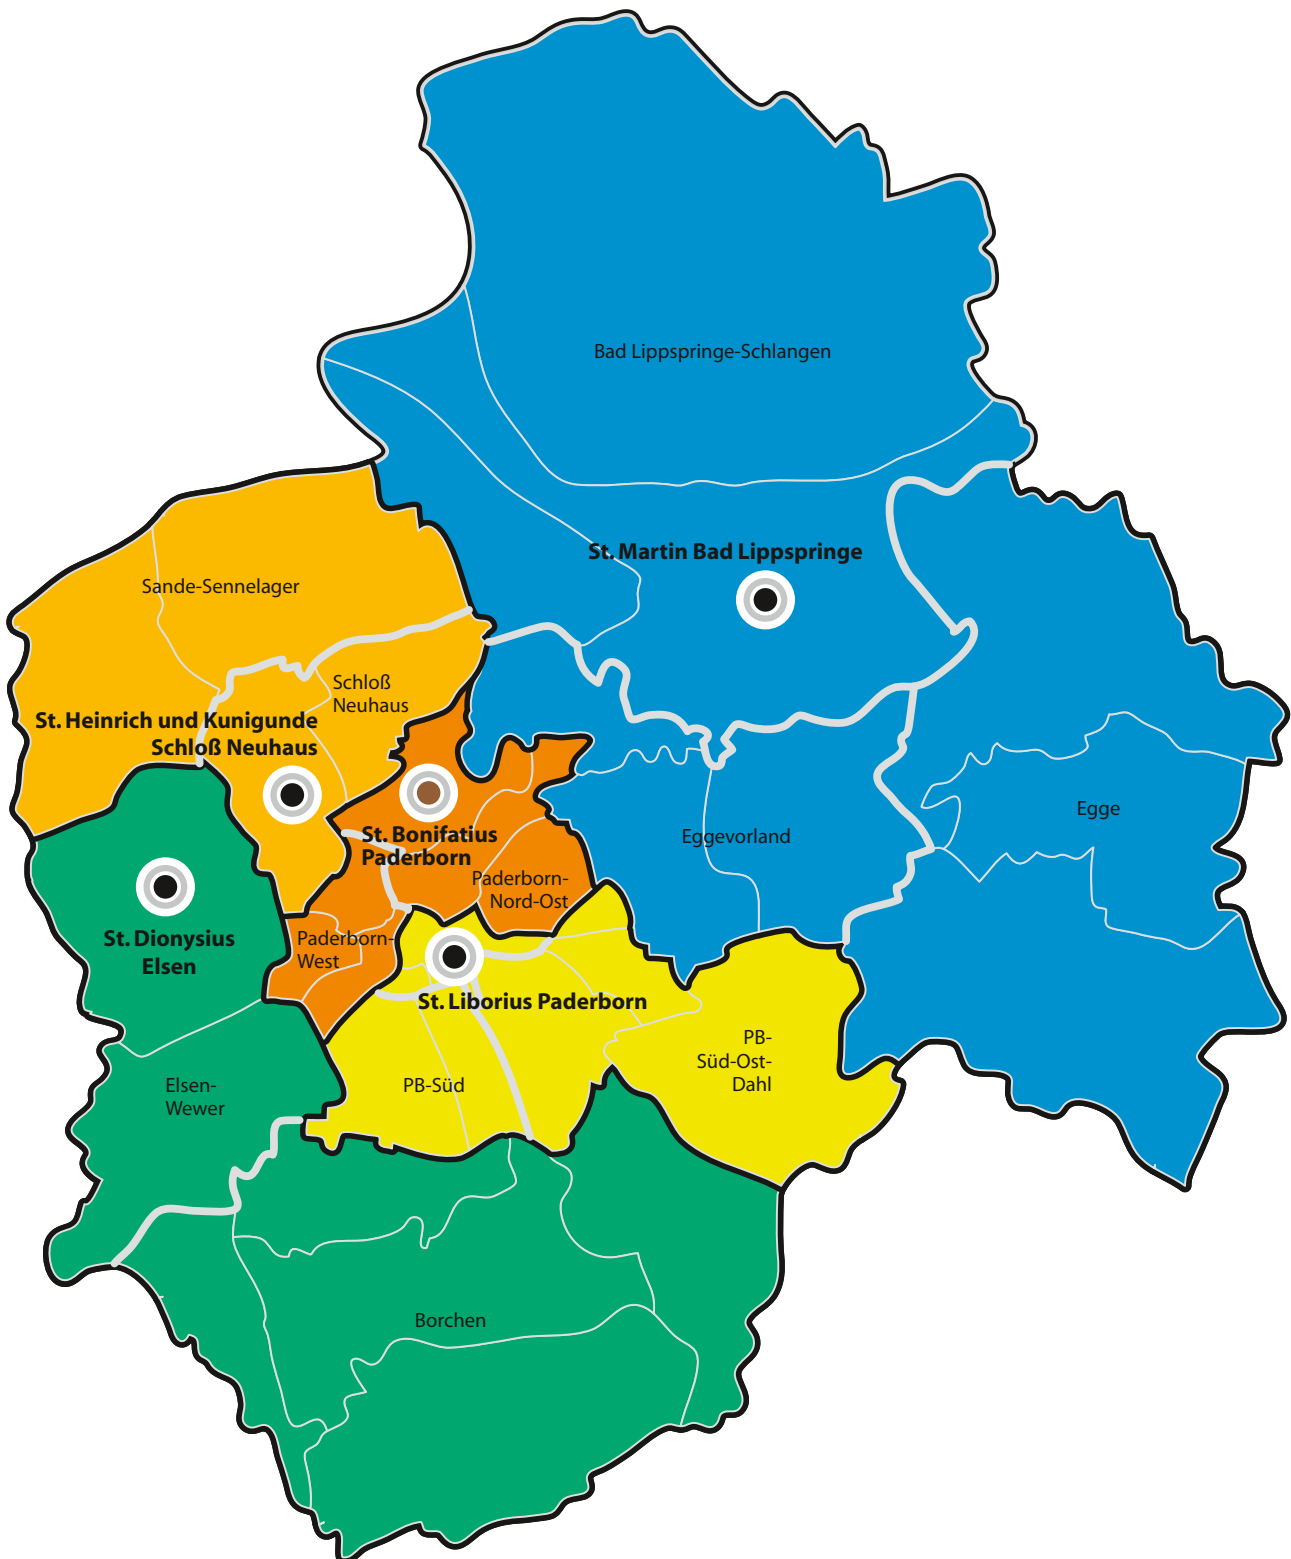 Bad Lippspringe-Schlangen
St. Martin Bad Lippspringe
Sande-Sennelager
Schloß
Neuhaus
St. Heinrich und Kunigunde
Schloß Neuhaus
Egge
Eggevorland
St. Bonifatius
Paderborn
Paderborn-
Nord-Ost
St. Dionysius
Elsen
Paderborn-
West
St. Liborius Paderborn
PB-
Süd-Ost-
Dahl
PB-Süd
Elsen-
Wewer
Borchen